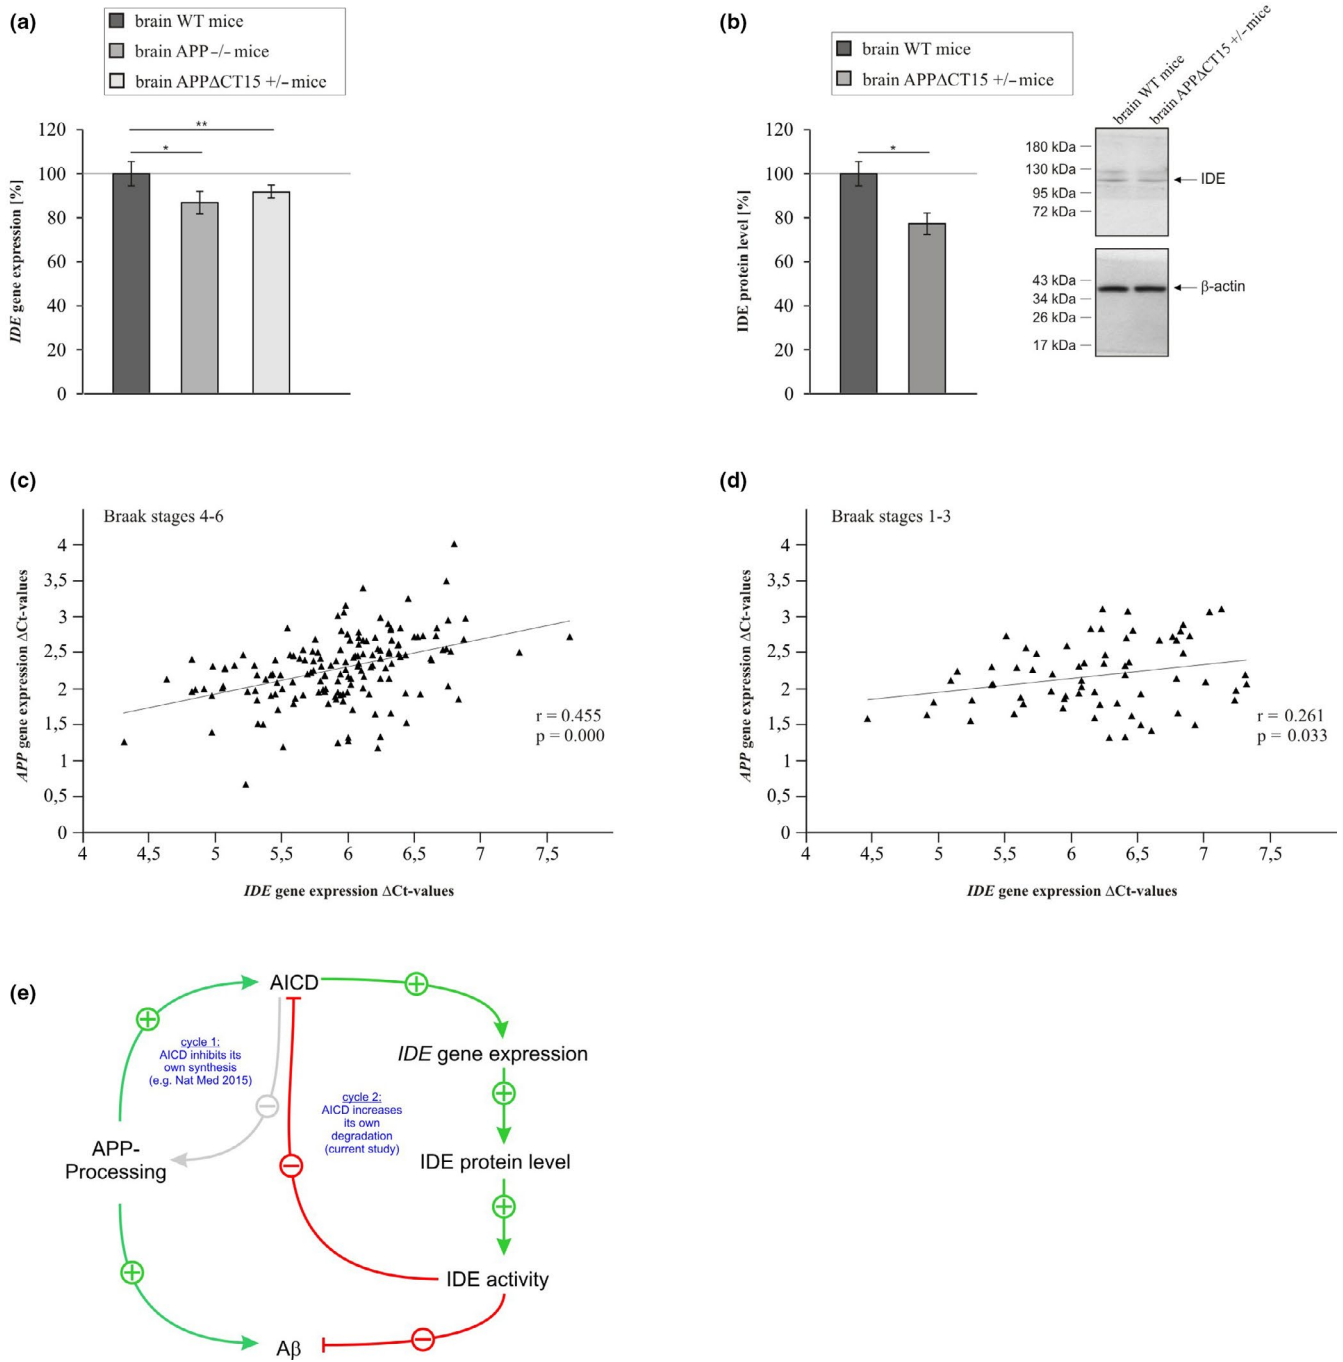 (a)
brain WT mice
brain APP -/- mice
brain APPΔCT15 +/- mice
IDE gene expression [%]
120
100
80
60
40
20
0
**
*
(b)
brain WT mice
brain APPΔCT15 +/- mice
IDE protein level [%]
120
100
80
60
40
20
0
*
brain WT mice
brain APPΔCT15 +/- mice
180 kDa
130 kDa
95 kDa
72 kDa
IDE
43 kDa
34 kDa
26 kDa
17 kDa
β-actin
(c)
Braak stages 4-6
APP gene expression ΔCt-values
4
3,5
3
2,5
2
1,5
1
0,5
0
r = 0.455
p = 0.000
4
4,5
5
5,5
6
6,5
7
7,5
IDE gene expression ΔCt-values
(d)
Braak stages 1-3
APP gene expression ΔCt-values
4
3,5
3
2,5
2
1,5
1
0,5
0
r = 0.261
p = 0.033
4
4,5
5
5,5
6
6,5
7
7,5
IDE gene expression ΔCt-values
(e)
AICD
+
+
cycle 1:
AICD inhibits its
own synthesis
(e.g. Nat Med 2015)
IDE gene expression
+
−
cycle 2:
AICD increases
its own
degradation
(current study)
APP-
Processing
IDE protein level
−
+
+
IDE activity
−
Aβ